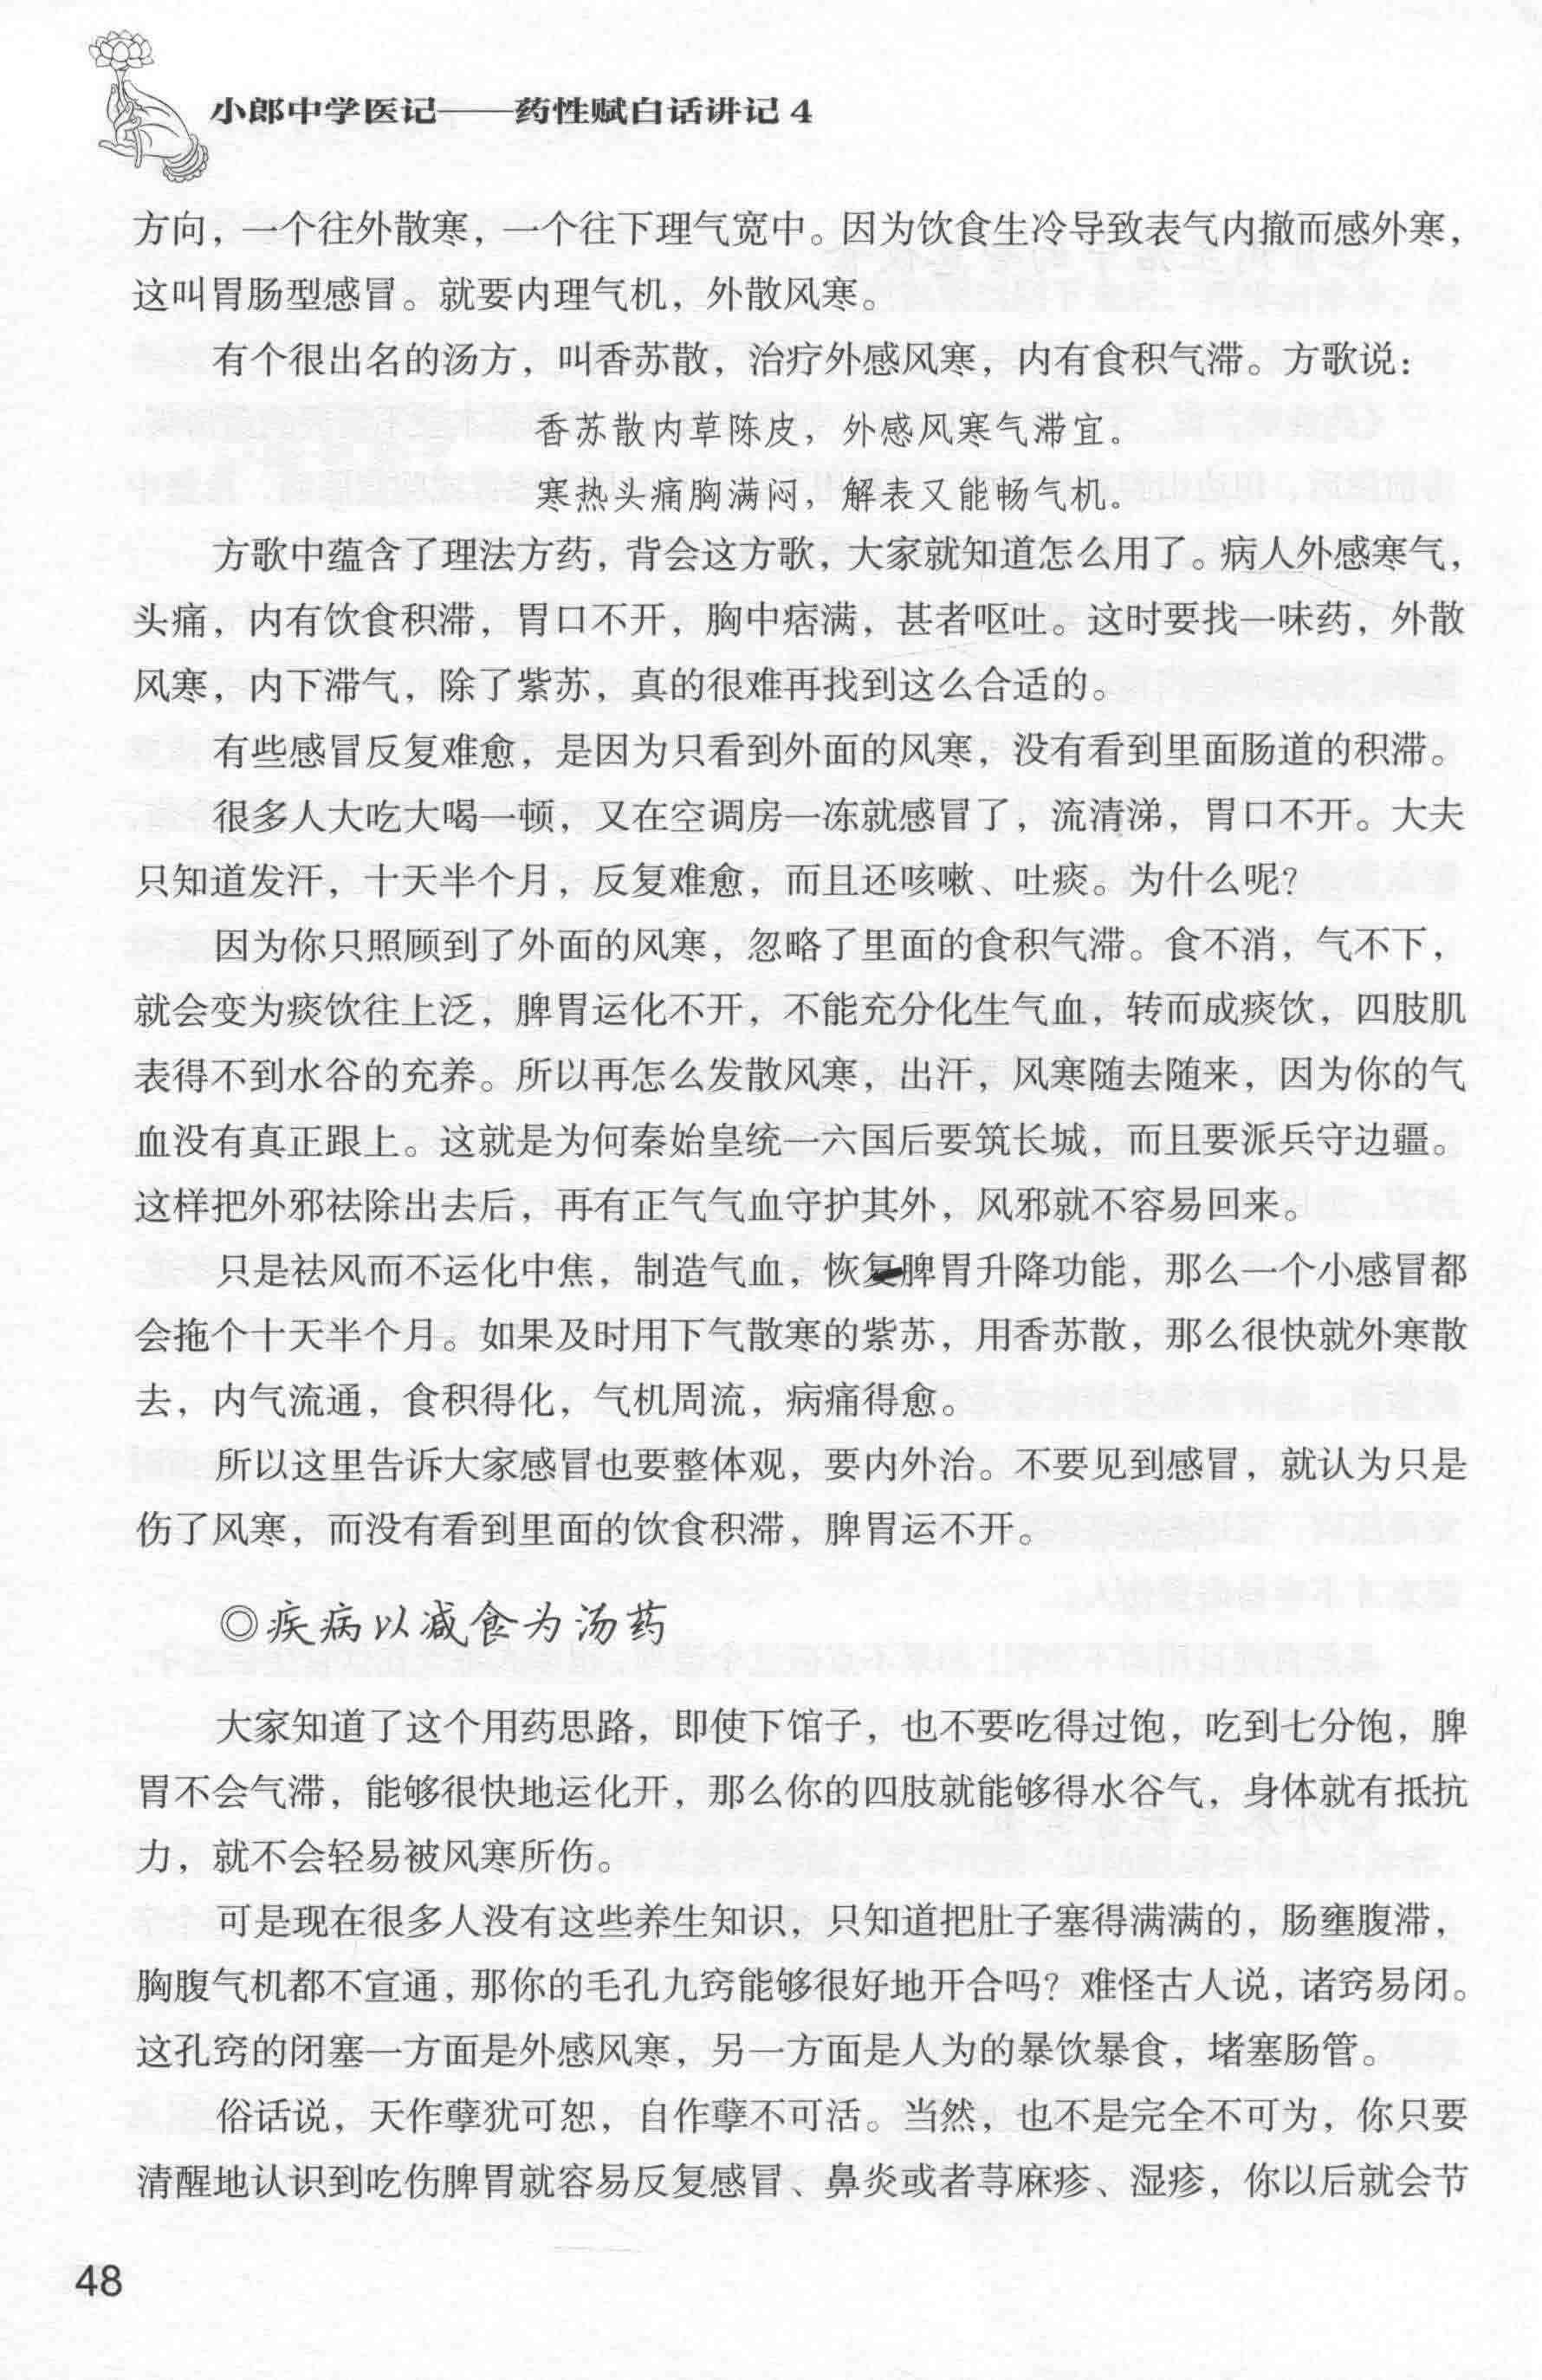 小郎中学医记——药性赋白话讲记4
方向，一个往外散寒，一个往下理气宽中。因为饮食生冷导致表气内撤而感外寒，
这叫胃肠型感冒。就要内理气机，外散风寒。
有个很出名的汤方，叫香苏散，治疗外感风寒，内有食积气滞。方歌说：
香苏散内草陈皮，外感风寒气滞宜。
寒热头痛胸满闷，解表又能畅气机。
方歌中蕴含了理法方药，背会这方歌，大家就知道怎么用了。病人外感寒气，
头痛，内有饮食积滞，胃口不开，胸中痞满，甚者呕吐。这时要找一味药，外散
风寒，内下滞气，除了紫苏，真的很难再找到这么合适的。
有些感冒反复难愈，是因为只看到外面的风寒，没有看到里面肠道的积滞。
很多人大吃大喝一顿，又在空调房一冻就感冒了，流清涕，胃口不开。大夫
只知道发汗，十天半个月，反复难愈，而且还咳嗽、吐痰。为什么呢？
因为你只照顾到了外面的风寒，忽略了里面的食积气滞。食不消，气不下，
就会变为痰饮往上泛，脾胃运化不开，不能充分化生气血，转而成痰饮，四肢肌
表得不到水谷的充养。所以再怎么发散风寒，出汗，风寒随去随来，因为你的气
血没有真正跟上。这就是为何秦始皇统一六国后要筑长城，而且要派兵守边疆。
这样把外邪祛除出去后，再有正气气血守护其外，风邪就不容易回来。
只是祛风而不运化中焦，制造气血，恢复脾胃升降功能，那么一个小感冒都
会拖个十天半个月。如果及时用下气散寒的紫苏，用香苏散，那么很快就外寒散
去，内气流通，食积得化，气机周流，病痛得愈。
所以这里告诉大家感冒也要整体观，要内外治。不要见到感冒，就认为只是
伤了风寒，而没有看到里面的饮食积滞，脾胃运不开。
◎疾病以减食为汤药
大家知道了这个用药思路，即使下馆子，也不要吃得过饱，吃到七分饱，脾
胃不会气滞，能够很快地运化开，那么你的四肢就能够得水谷气，身体就有抵抗
力，就不会轻易被风寒所伤。
可是现在很多人没有这些养生知识，只知道把肚子塞得满满的，肠壅腹滞，
胸腹气机都不宣通，那你的毛孔九窍能够很好地开合吗？难怪古人说，诸窍易闭。
这孔窍的闭塞一方面是外感风寒，另一方面是人为的暴饮暴食，堵塞肠管。
俗话说，天作孽犹可恕，自作孽不可活。当然，也不是完全不可为，你只要
清醒地认识到吃伤脾胃就容易反复感冒、鼻炎或者荨麻疹、湿疹，你以后就会节
48